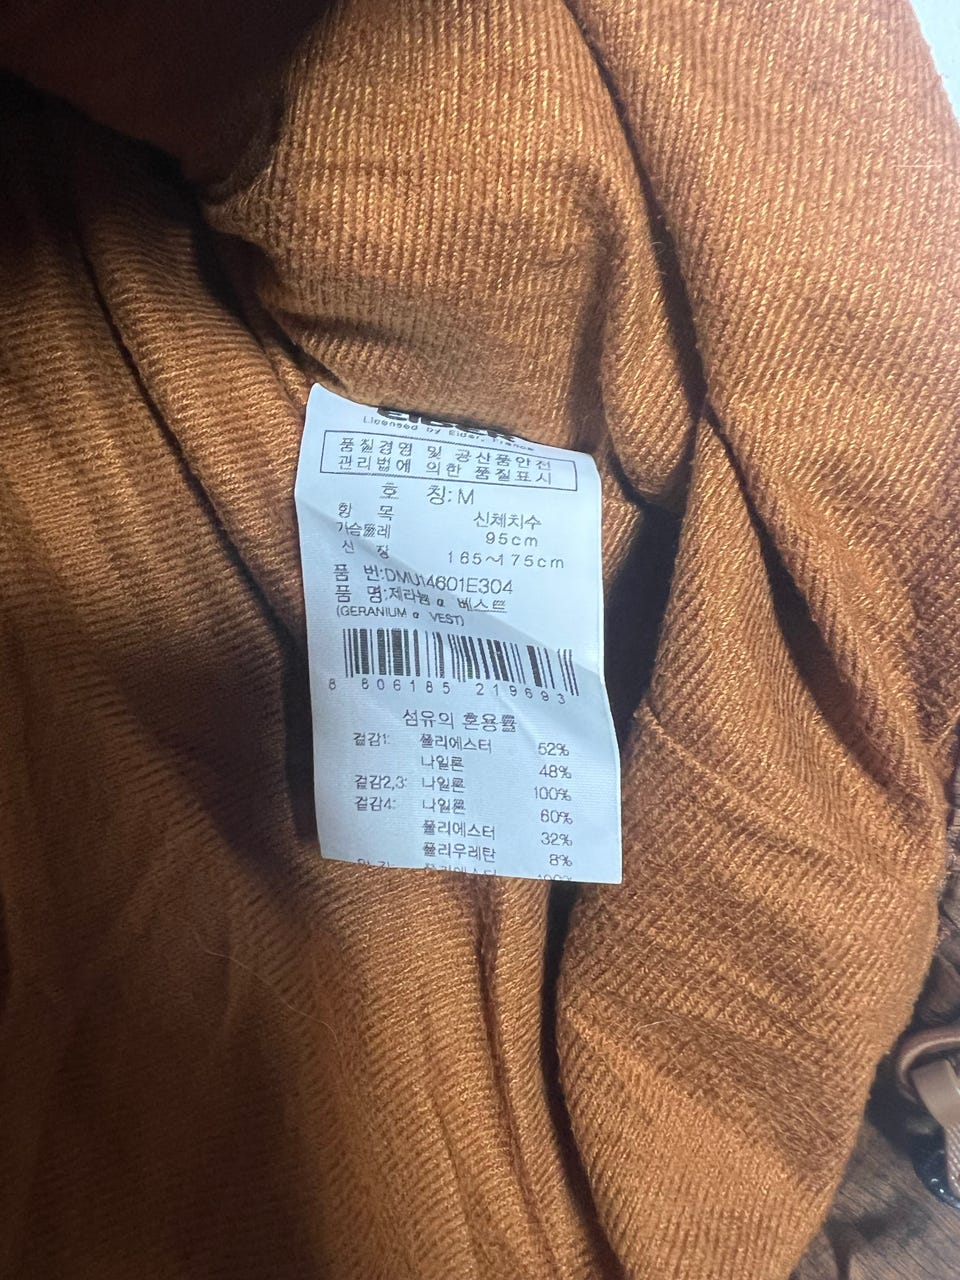 Licensed by Eider, France
품질경영 및 공산품안전
관리법에 의한 품질표시
호 칭:M
항 목 신체치수
가슴둘레 95cm
신 장 165~175cm
품 번:DMU14601E304
품 명:제라늄 α 베스트
(GERANIUM α VEST)
8 806185 219693
섬유의 혼용률
겉감1: 폴리에스터 52%
나일론 48%
겉감2,3: 나일론 100%
겉감4: 나일론 60%
폴리에스터 32%
폴리우레탄 8%